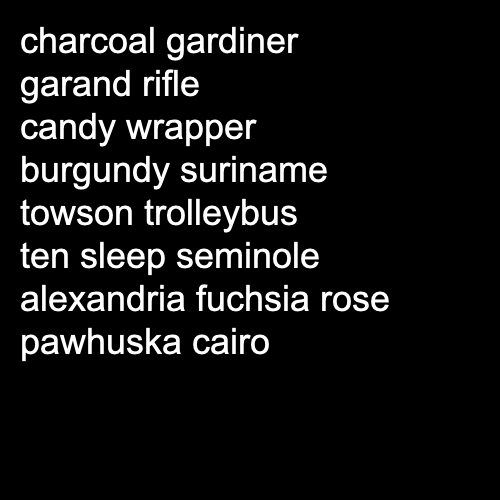 charcoal gardiner
garand rifle
candy wrapper
burgundy suriname
towson trolleybus
ten sleep seminole
alexandria fuchsia rose
pawhuska cairo